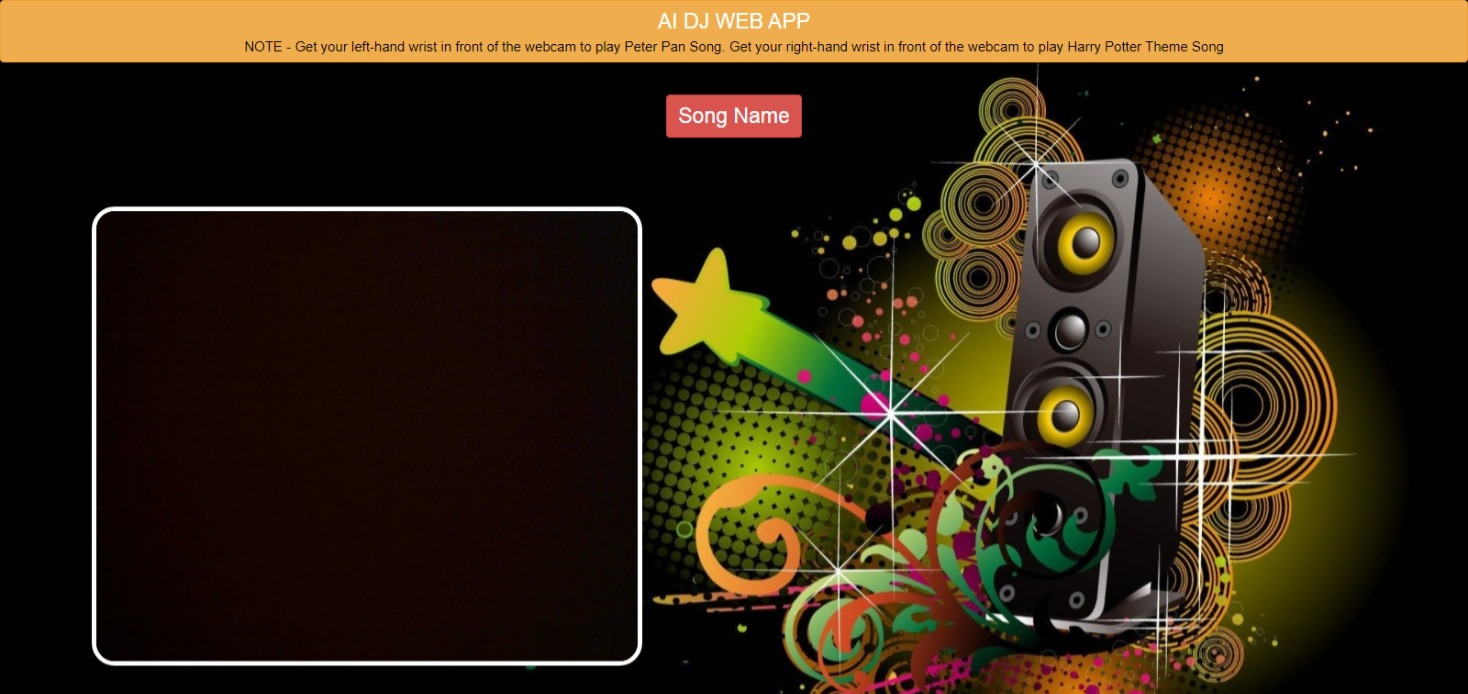 AI DJ WEB APP
NOTE - Get your left-hand wrist in front of the webcam to play Peter Pan Song. Get your right-hand wrist in front of the webcam to play Harry Potter Theme Song
Song Name